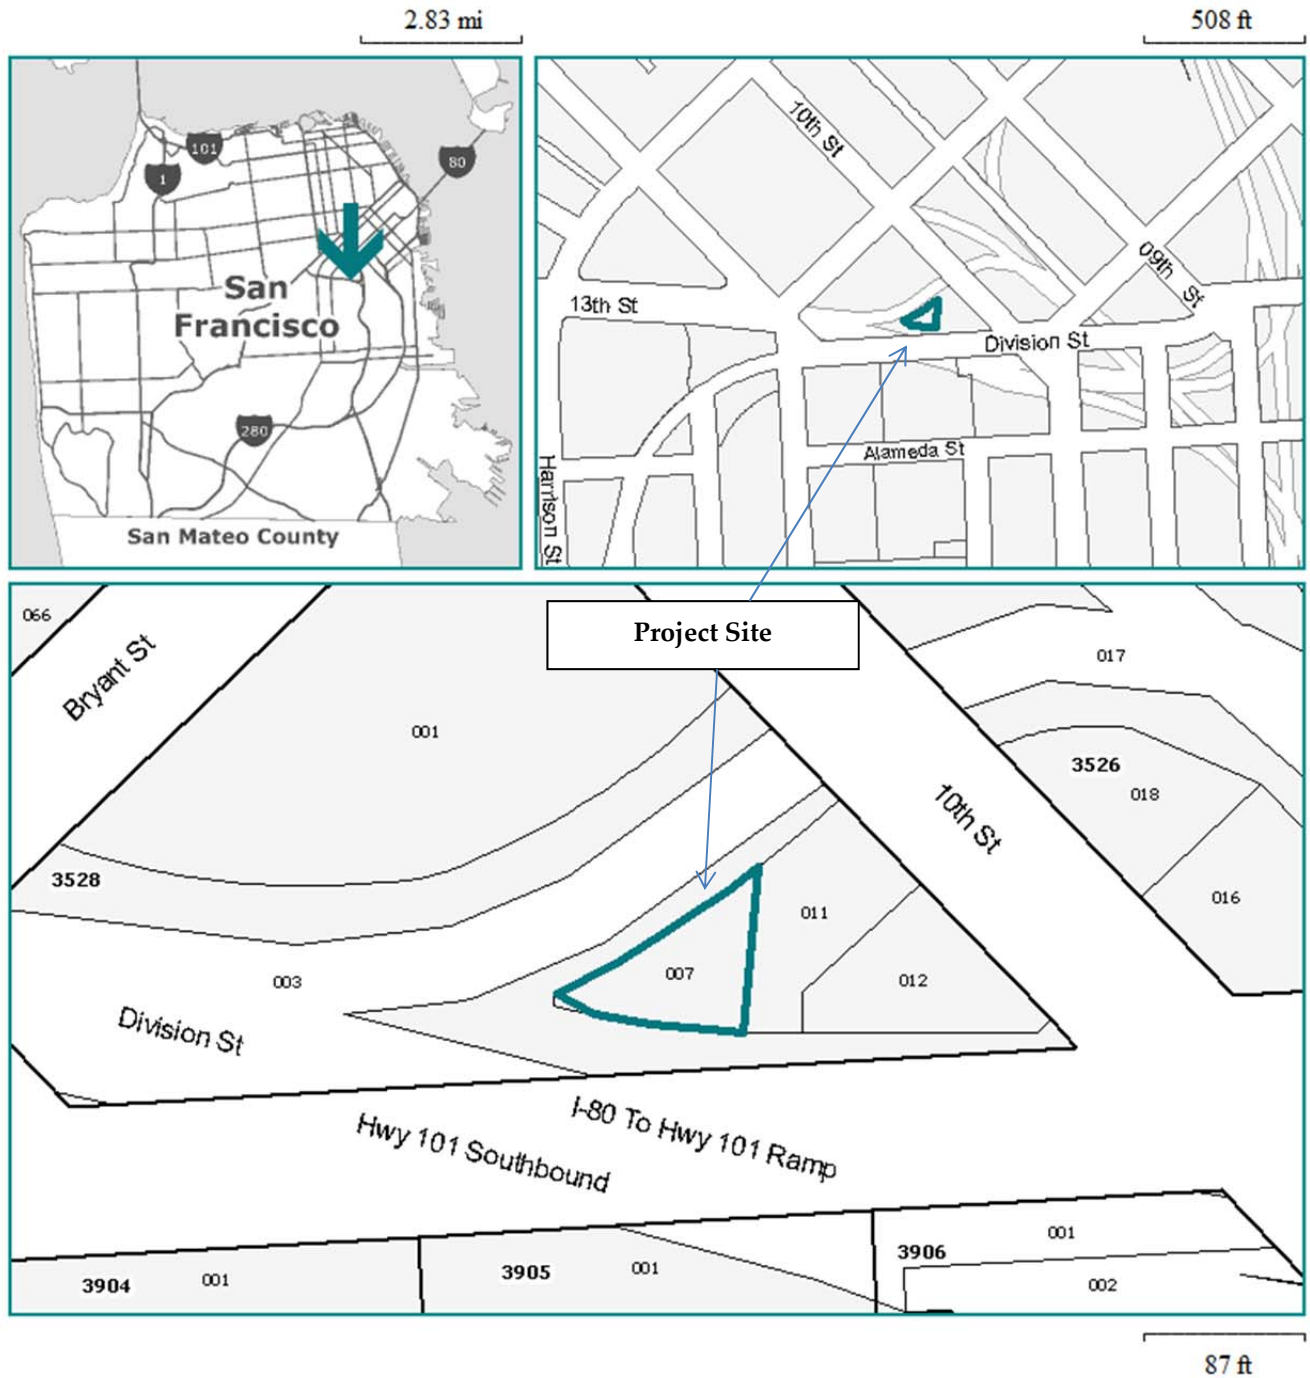 2.83 mi
508 ft
101
1
80
San
Francisco
280
San Mateo County
10th St
09th St
13th St
Division St
Alameda St
Harrison St
Project Site
066
Bryant St
001
017
3526
018
10th St
016
3528
011
007
012
003
Division St
I-80 To Hwy 101 Ramp
Hwy 101 Southbound
3904
001
3905
001
3906
001
002
87 ft